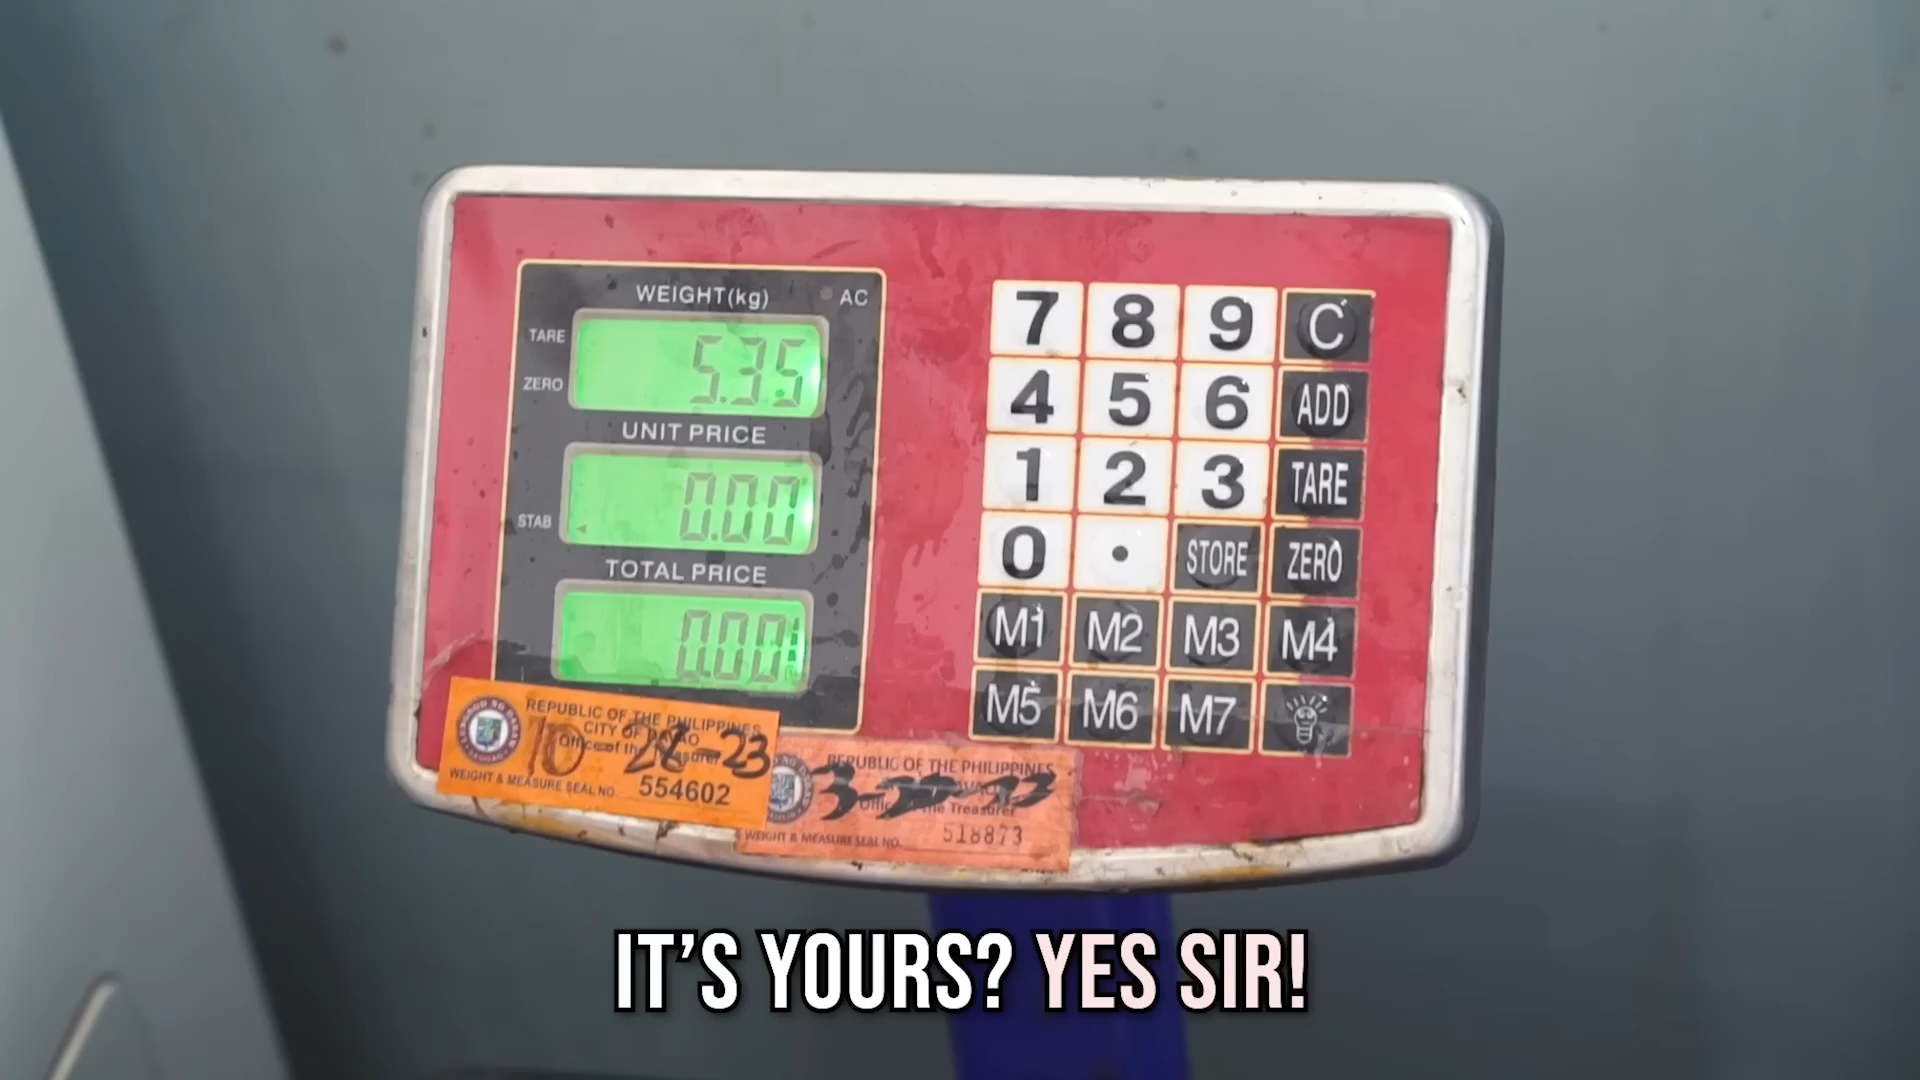 WEIGHT(kg) AC
TARE
5.35
ZERO
UNIT PRICE
0.00
STAB
TOTAL PRICE
0.00
7 8 9 C
4 5 6 ADD
1 2 3 TARE
0 . STORE ZERO
M1 M2 M3 M4
M5 M6 M7
REPUBLIC OF THE PHILIPPINES
CITY OF DAVAO
Office of the Treasurer
10-26-23
WEIGHT & MEASURE SEAL NO. 554602
REPUBLIC OF THE PHILIPPINES
Office of the Treasurer
WEIGHT & MEASURE SEAL NO. 518873
IT'S YOURS? YES SIR!